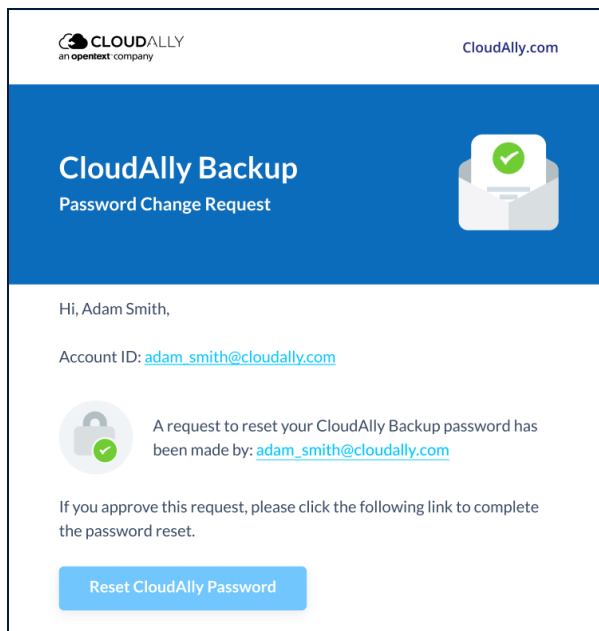 CLOUDALLY
an opentext™ company
CloudAlly.com
CloudAlly Backup
Password Change Request
Hi, Adam Smith,
Account ID: adam_smith@cloudally.com
A request to reset your CloudAlly Backup password has
been made by: adam_smith@cloudally.com
If you approve this request, please click the following link to complete
the password reset.
Reset CloudAlly Password